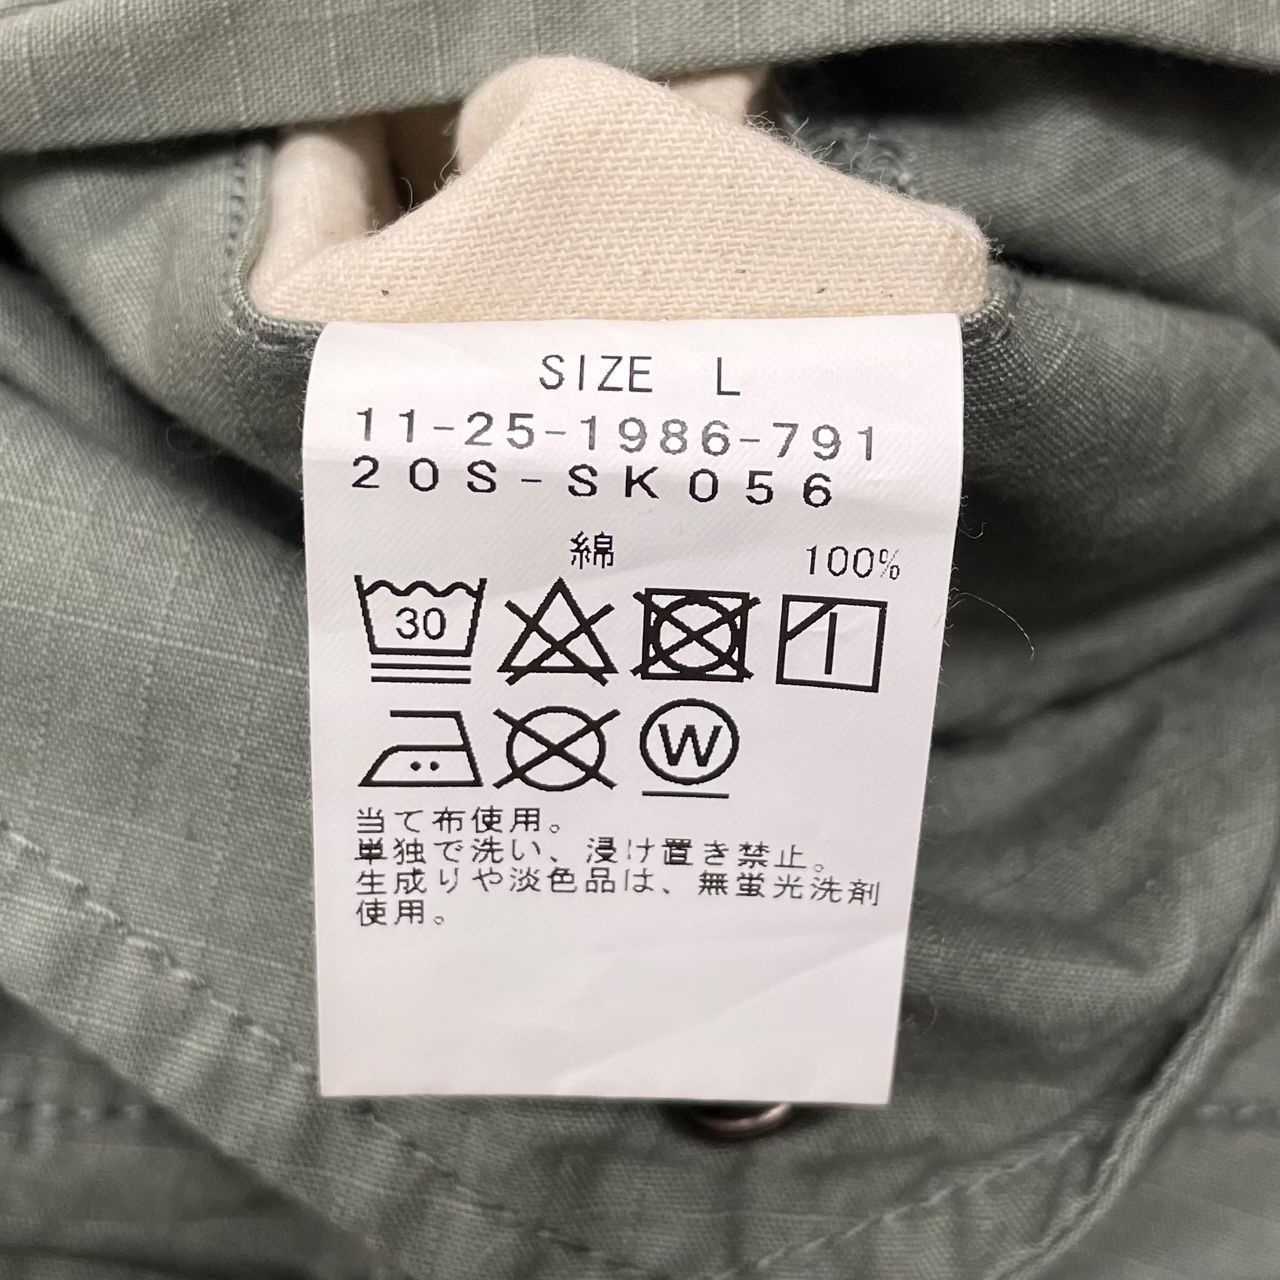 SIZE L
11-25-1986-791
20S-SK056
綿 100%
30
W
当て布使用。
単独で洗い、浸け置き禁止。
生成りや淡色品は、無蛍光洗剤
使用。